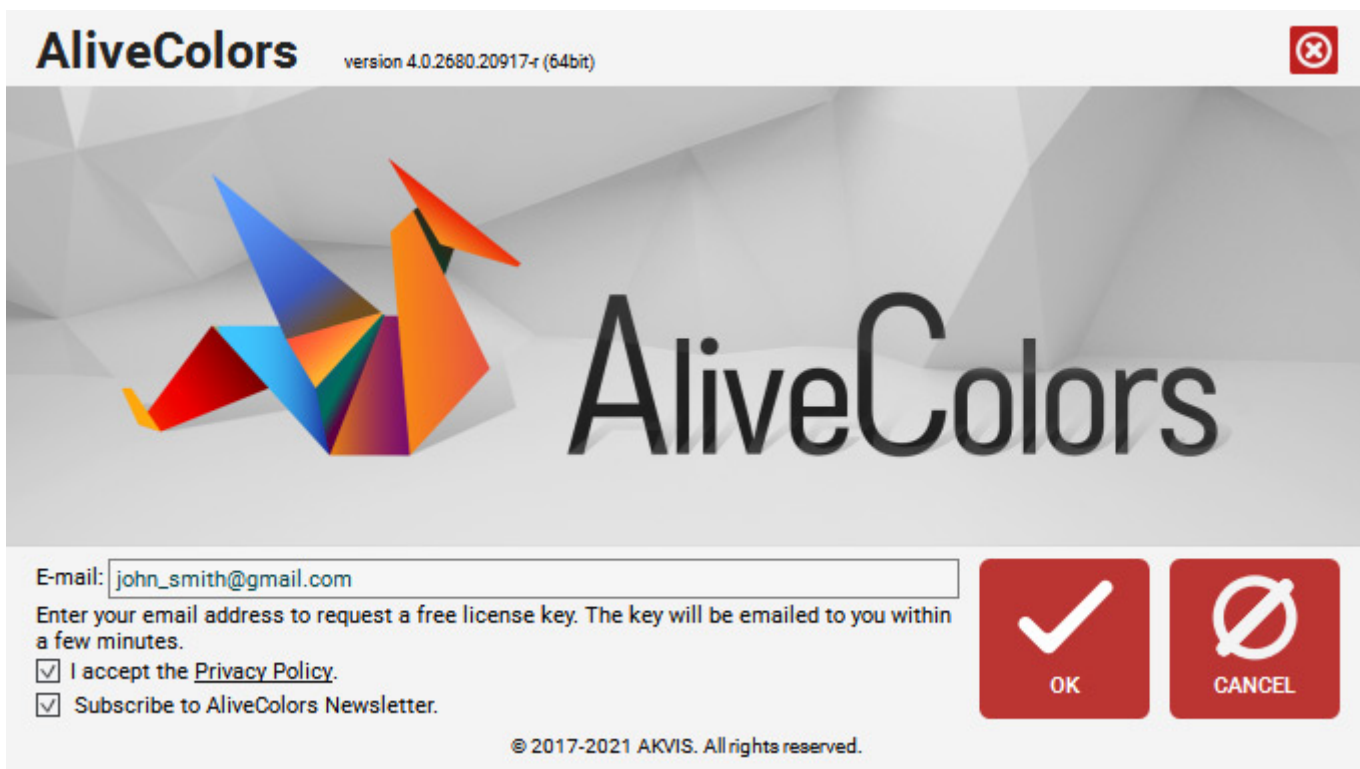 AliveColors version 4.0.2680.20917-r (64bit)
AliveColors
E-mail: john_smith@gmail.com
Enter your email address to request a free license key. The key will be emailed to you within
a few minutes.
I accept the Privacy Policy.
Subscribe to AliveColors Newsletter.
OK
CANCEL
© 2017-2021 AKVIS. All rights reserved.